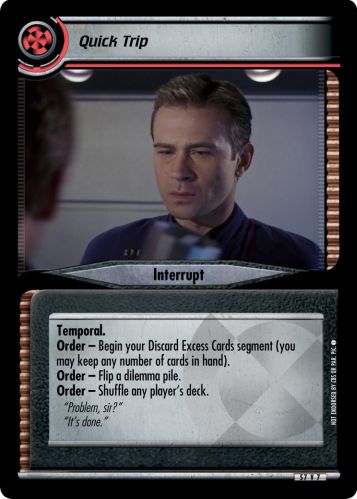 Quick Trip
Interrupt
Temporal.
Order – Begin your Discard Excess Cards segment (you
may keep any number of cards in hand).
Order – Flip a dilemma pile.
Order – Shuffle any player's deck.
"Problem, sir?"
"It's done."
NOT ENDORSED BY CBS OR PAR. PIC.
57 V 7